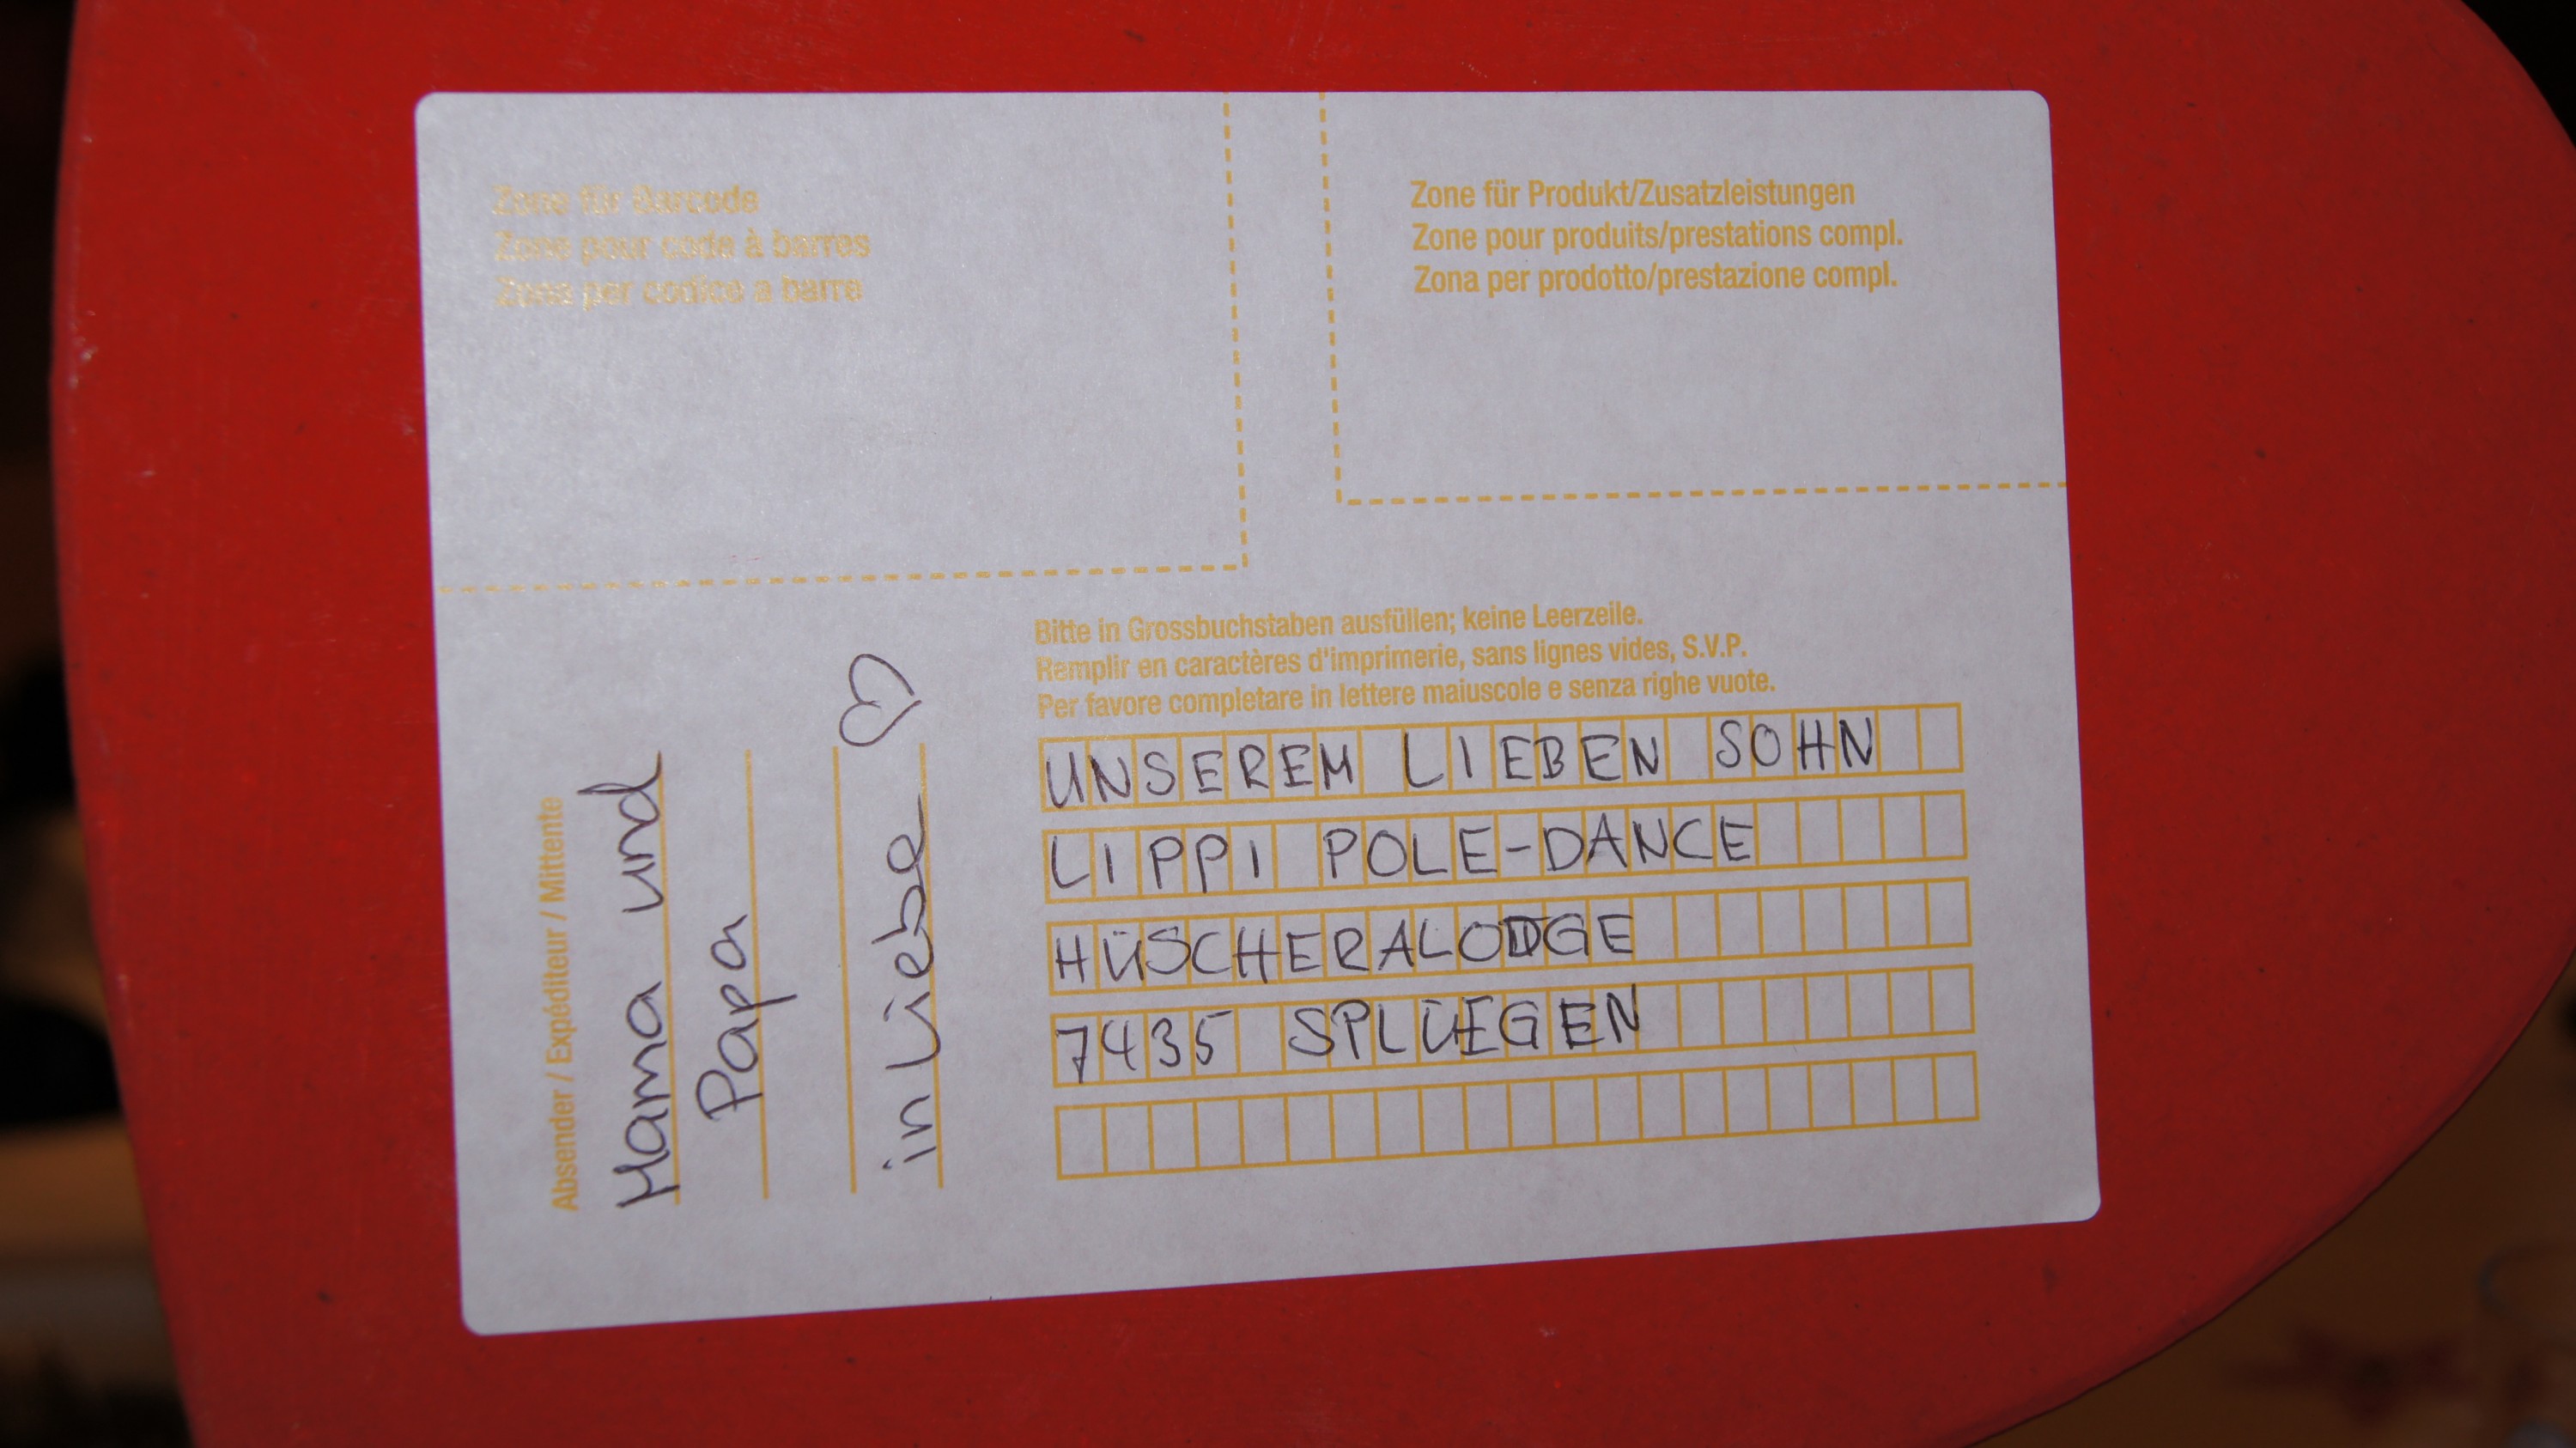 Zone für Barcode
Zone pour code à barres
Zona per codice a barre
Zone für Produkt/Zusatzleistungen
Zone pour produits/prestations compl.
Zona per prodotto/prestazione compl.
Absender / Expéditeur / Mittente
Mama und
Papa
in Liebe
Bitte in Grossbuchstaben ausfüllen; keine Leerzeile.
Remplir en caractères d'imprimerie, sans lignes vides, S.V.P.
Per favore completare in lettere maiuscole e senza righe vuote.
UNSEREM LIEBEN SOHN
LIPPI POLE-DANCE
HÜSCHERALODGE
7435 SPLÜEGEN